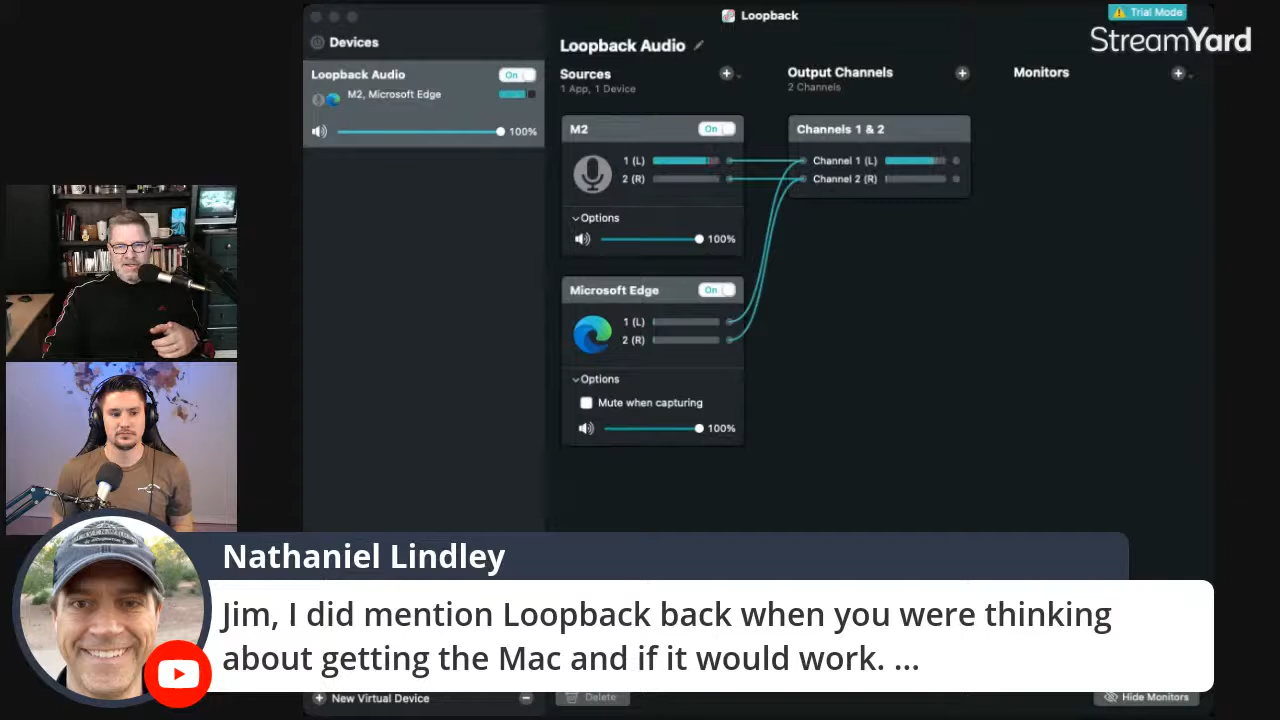 Loopback
Trial Mode
StreamYard
Devices
Loopback Audio
On
M2, Microsoft Edge
100%
Loopback Audio
Sources
1 App, 1 Device
Output Channels
2 Channels
Monitors
M2
On
1 (L)
2 (R)
Options
100%
Channels 1 & 2
Channel 1 (L)
Channel 2 (R)
Microsoft Edge
On
1 (L)
2 (R)
Options
Mute when capturing
100%
Nathaniel Lindley
Jim, I did mention Loopback back when you were thinking
about getting the Mac and if it would work. ...
New Virtual Device
Delete
Hide Monitors